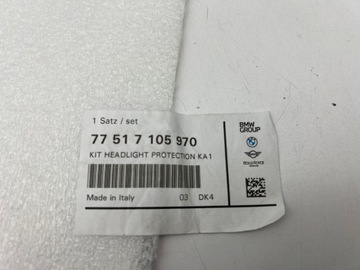 1 Satz / set
77 51 7 105 970
KIT HEADLIGHT PROTECTION KA1
Made in Italy
03 DK4
BMW
GROUP